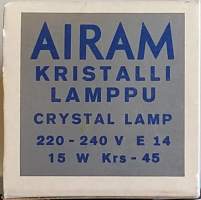 AIRAM
KRISTALLI
LAMPPU
CRYSTAL LAMP
220 - 240 V E 14
15 W Krs - 45